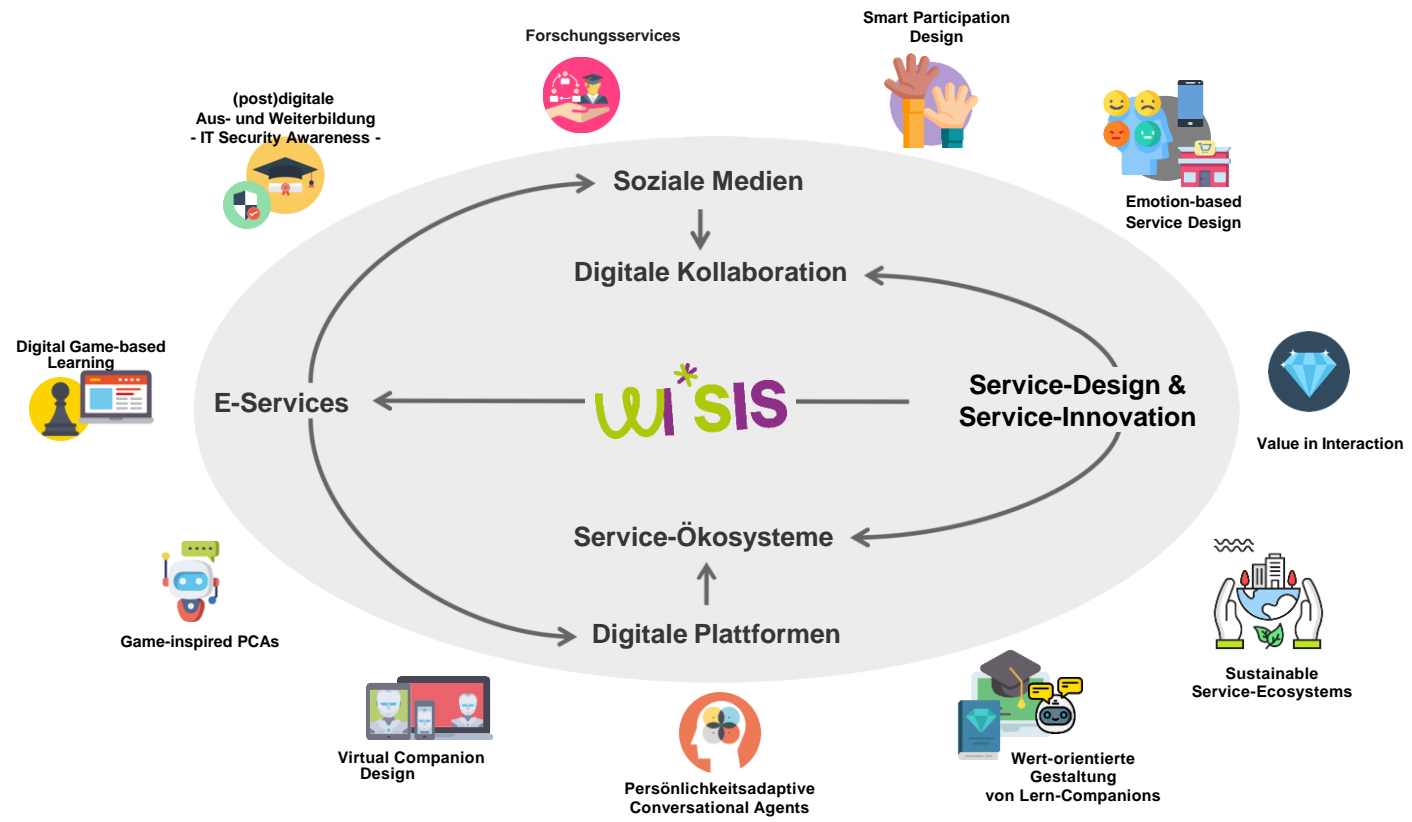 Smart Participation
Design
Forschungsservices
(post)digitale
Aus- und Weiterbildung
- IT Security Awareness -
Soziale Medien
Emotion-based
Service Design
Digitale Kollaboration
Digital Game-based
Learning
E-Services
wi*sis
Service-Design &
Service-Innovation
Value in Interaction
Service-Ökosysteme
Game-inspired PCAs
Digitale Plattformen
Sustainable
Service-Ecosystems
Virtual Companion
Design
Persönlichkeitsadaptive
Conversational Agents
Wert-orientierte
Gestaltung
von Lern-Companions